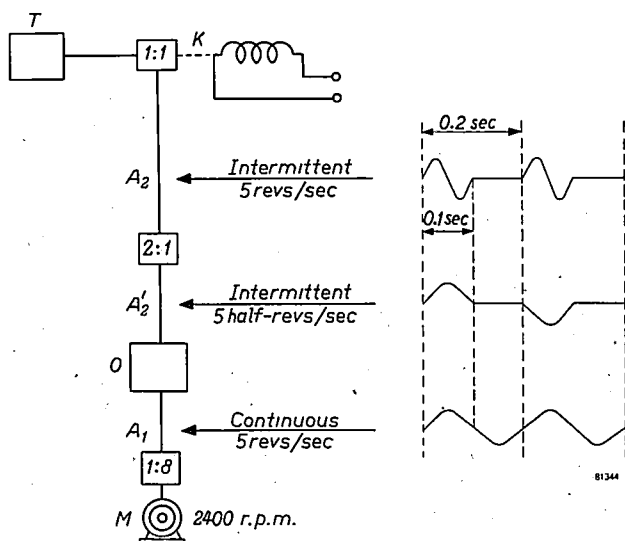 T
1:1
K
0.2 sec
A2
Intermittent
5 revs/sec
0.1 sec
2:1
A2'
Intermittent
5 half-revs/sec
O
A1
Continuous
5 revs/sec
1:8
M
2400 r.p.m.
81344